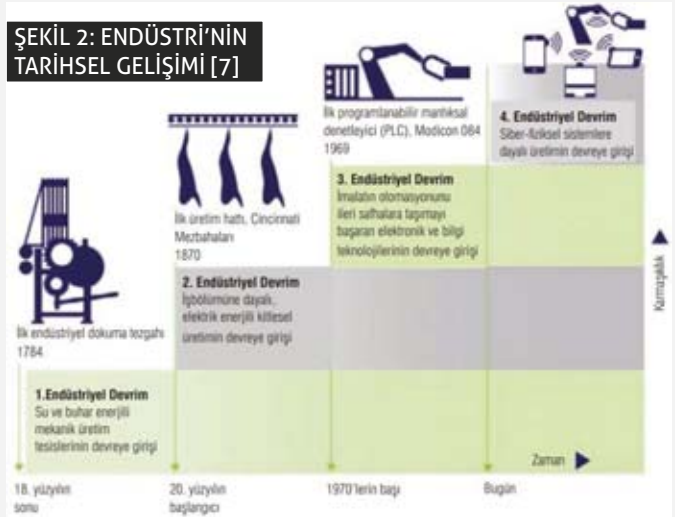 ŞEKİL 2: ENDÜSTRİ'NİN
TARİHSEL GELİŞİMİ [7]
İlk endüstriyel dokuma tezgahı
1784
1.Endüstriyel Devrim
Su ve buhar enerjili
mekanik üretim
tesislerinin devreye girişi
18. yüzyılın
sonu
İlk üretim hattı, Cincinnati
Mezbahaları
1870
2. Endüstriyel Devrim
İşbölümüne dayalı,
elektrik enerjili kitlesel
üretimin devreye girişi
20. yüzyılın
başlangıcı
İlk programlanabilir mantıksal
denetleyici (PLC), Modicon 084
1969
3. Endüstriyel Devrim
İmalatın otomasyonunu
ileri safhalara taşımayı
başaran elektronik ve bilgi
teknolojilerinin devreye girişi
1970'lerin başı
4. Endüstriyel Devrim
Siber-fiziksel sistemlere
dayalı üretimin devreye girişi
Bugün
Zaman
Karmaşıklık